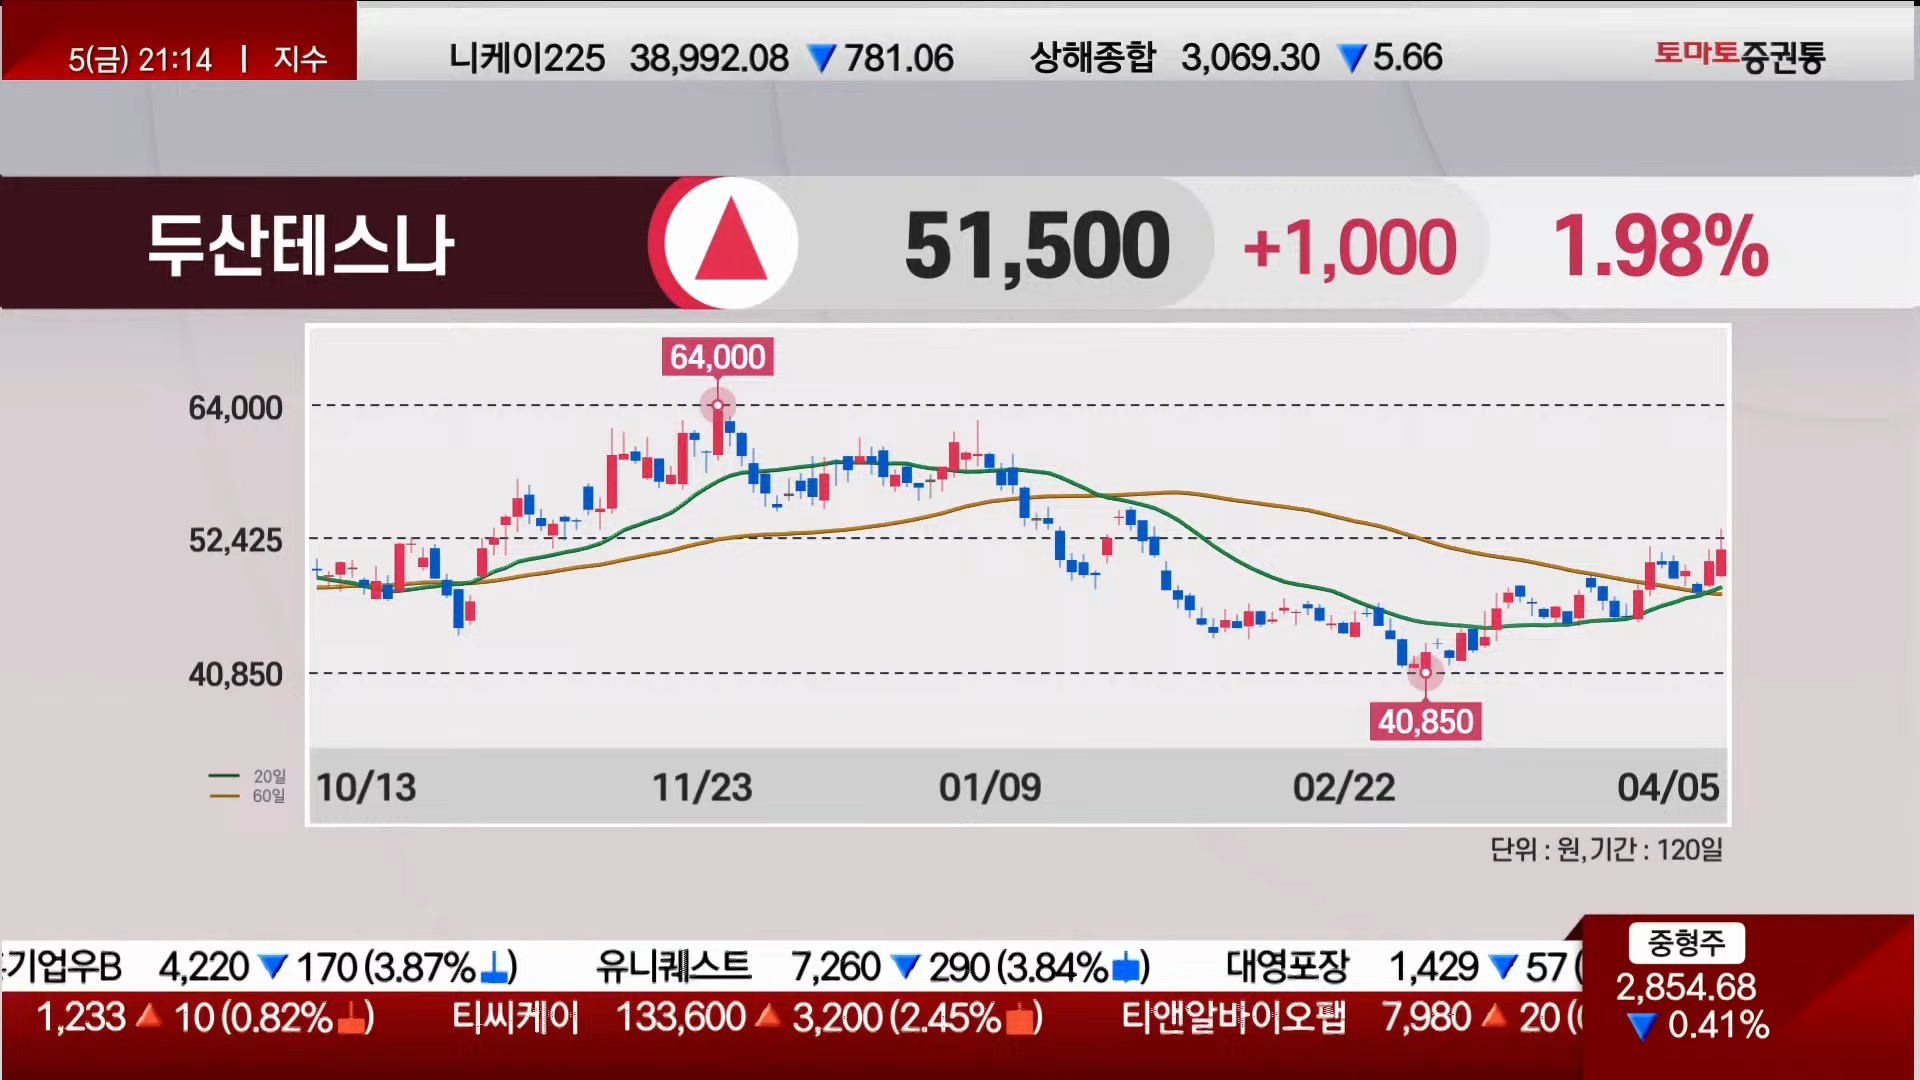 5(금) 21:14 | 지수 니케이225 38,992.08 ▼781.06 상해종합 3,069.30 ▼5.66 토마토증권통
두산테스나 ▲ 51,500 +1,000 1.98%
64,000
64,000
52,425
40,850
40,850
20일
60일
10/13 11/23 01/09 02/22 04/05
단위 : 원, 기간 : 120일
기업우B 4,220 ▼170 (3.87%) 유니퀘스트 7,260 ▼290 (3.84%) 대영포장 1,429 ▼57 (
1,233 ▲10 (0.82%) 티씨케이 133,600 ▲3,200 (2.45%) 티앤알바이오팹 7,980 ▲20 (
중형주
2,854.68
▼0.41%